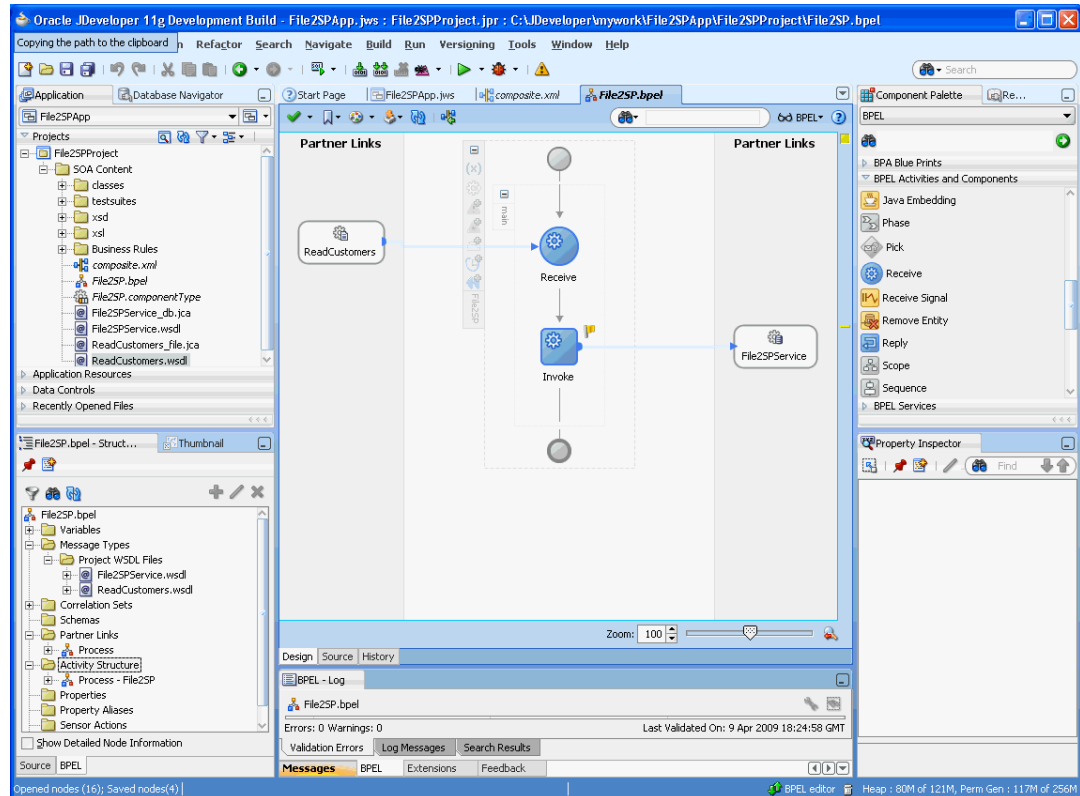 Oracle JDeveloper 11g Development Build - File2SPApp.jws : File2SPProject.jpr : C:\JDeveloper\mywork\File2SPApp\File2SPProject\File2SP.bpel
Copying the path to the clipboard
Refactor Search Navigate Build Run Versioning Tools Window Help
Search
Application Database Navigator
Start Page File2SPApp.jws composite.xml File2SP.bpel
Component Palette Re...
File2SPApp
BPEL
BPEL
Projects
File2SPProject
SOA Content
classes
testsuites
xsd
xsl
Business Rules
composite.xml
File2SP.bpel
File2SP.componentType
File2SPService_db.jca
File2SPService.wsdl
ReadCustomers_file.jca
ReadCustomers.wsdl
Application Resources
Data Controls
Recently Opened Files
Partner Links
Partner Links
(x)
main
ReadCustomers
Receive
File2SP
Invoke
File2SPService
BPA Blue Prints
BPEL Activities and Components
Java Embedding
Phase
Pick
Receive
Receive Signal
Remove Entity
Reply
Scope
Sequence
BPEL Services
File2SP.bpel - Struct... Thumbnail
File2SP.bpel
Variables
Message Types
Project WSDL Files
File2SPService.wsdl
ReadCustomers.wsdl
Correlation Sets
Schemas
Partner Links
Process
Activity Structure
Process - File2SP
Properties
Property Aliases
Sensor Actions
Show Detailed Node Information
Source BPEL
Zoom: 100
Design Source History
BPEL - Log
File2SP.bpel
Errors: 0 Warnings: 0
Last Validated On: 9 Apr 2009 18:24:58 GMT
Validation Errors Log Messages Search Results
Messages BPEL Extensions Feedback
Property Inspector
Find
Opened nodes (16); Saved nodes(4)
BPEL editor
Heap : 80M of 121M, Perm Gen : 117M of 256M